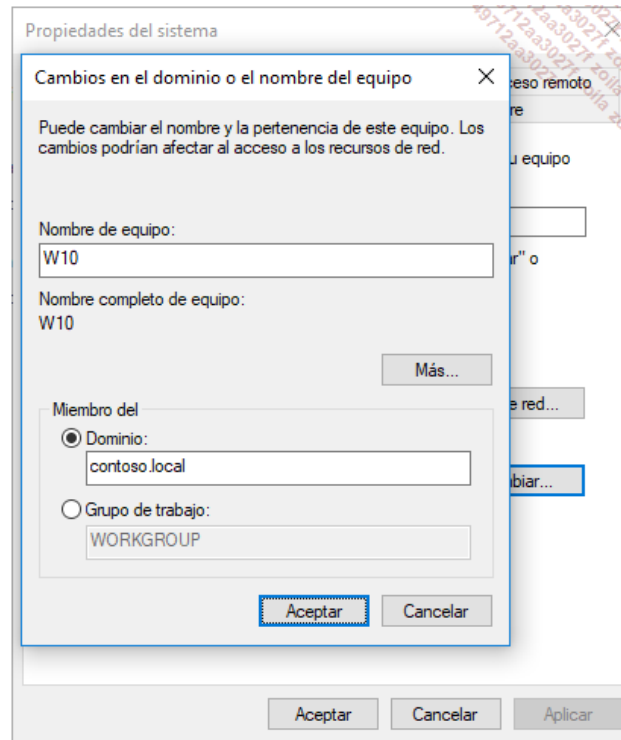 Propiedades del sistema
Cambios en el dominio o el nombre del equipo
eso remoto
re
Puede cambiar el nombre y la pertenencia de este equipo. Los
cambios podrían afectar al acceso a los recursos de red.
u equipo
Nombre de equipo:
W10
r" o
Nombre completo de equipo:
W10
Más...
e red...
Miembro del
Dominio:
contoso.local
biar...
Grupo de trabajo:
WORKGROUP
Aceptar
Cancelar
Aceptar
Cancelar
Aplicar